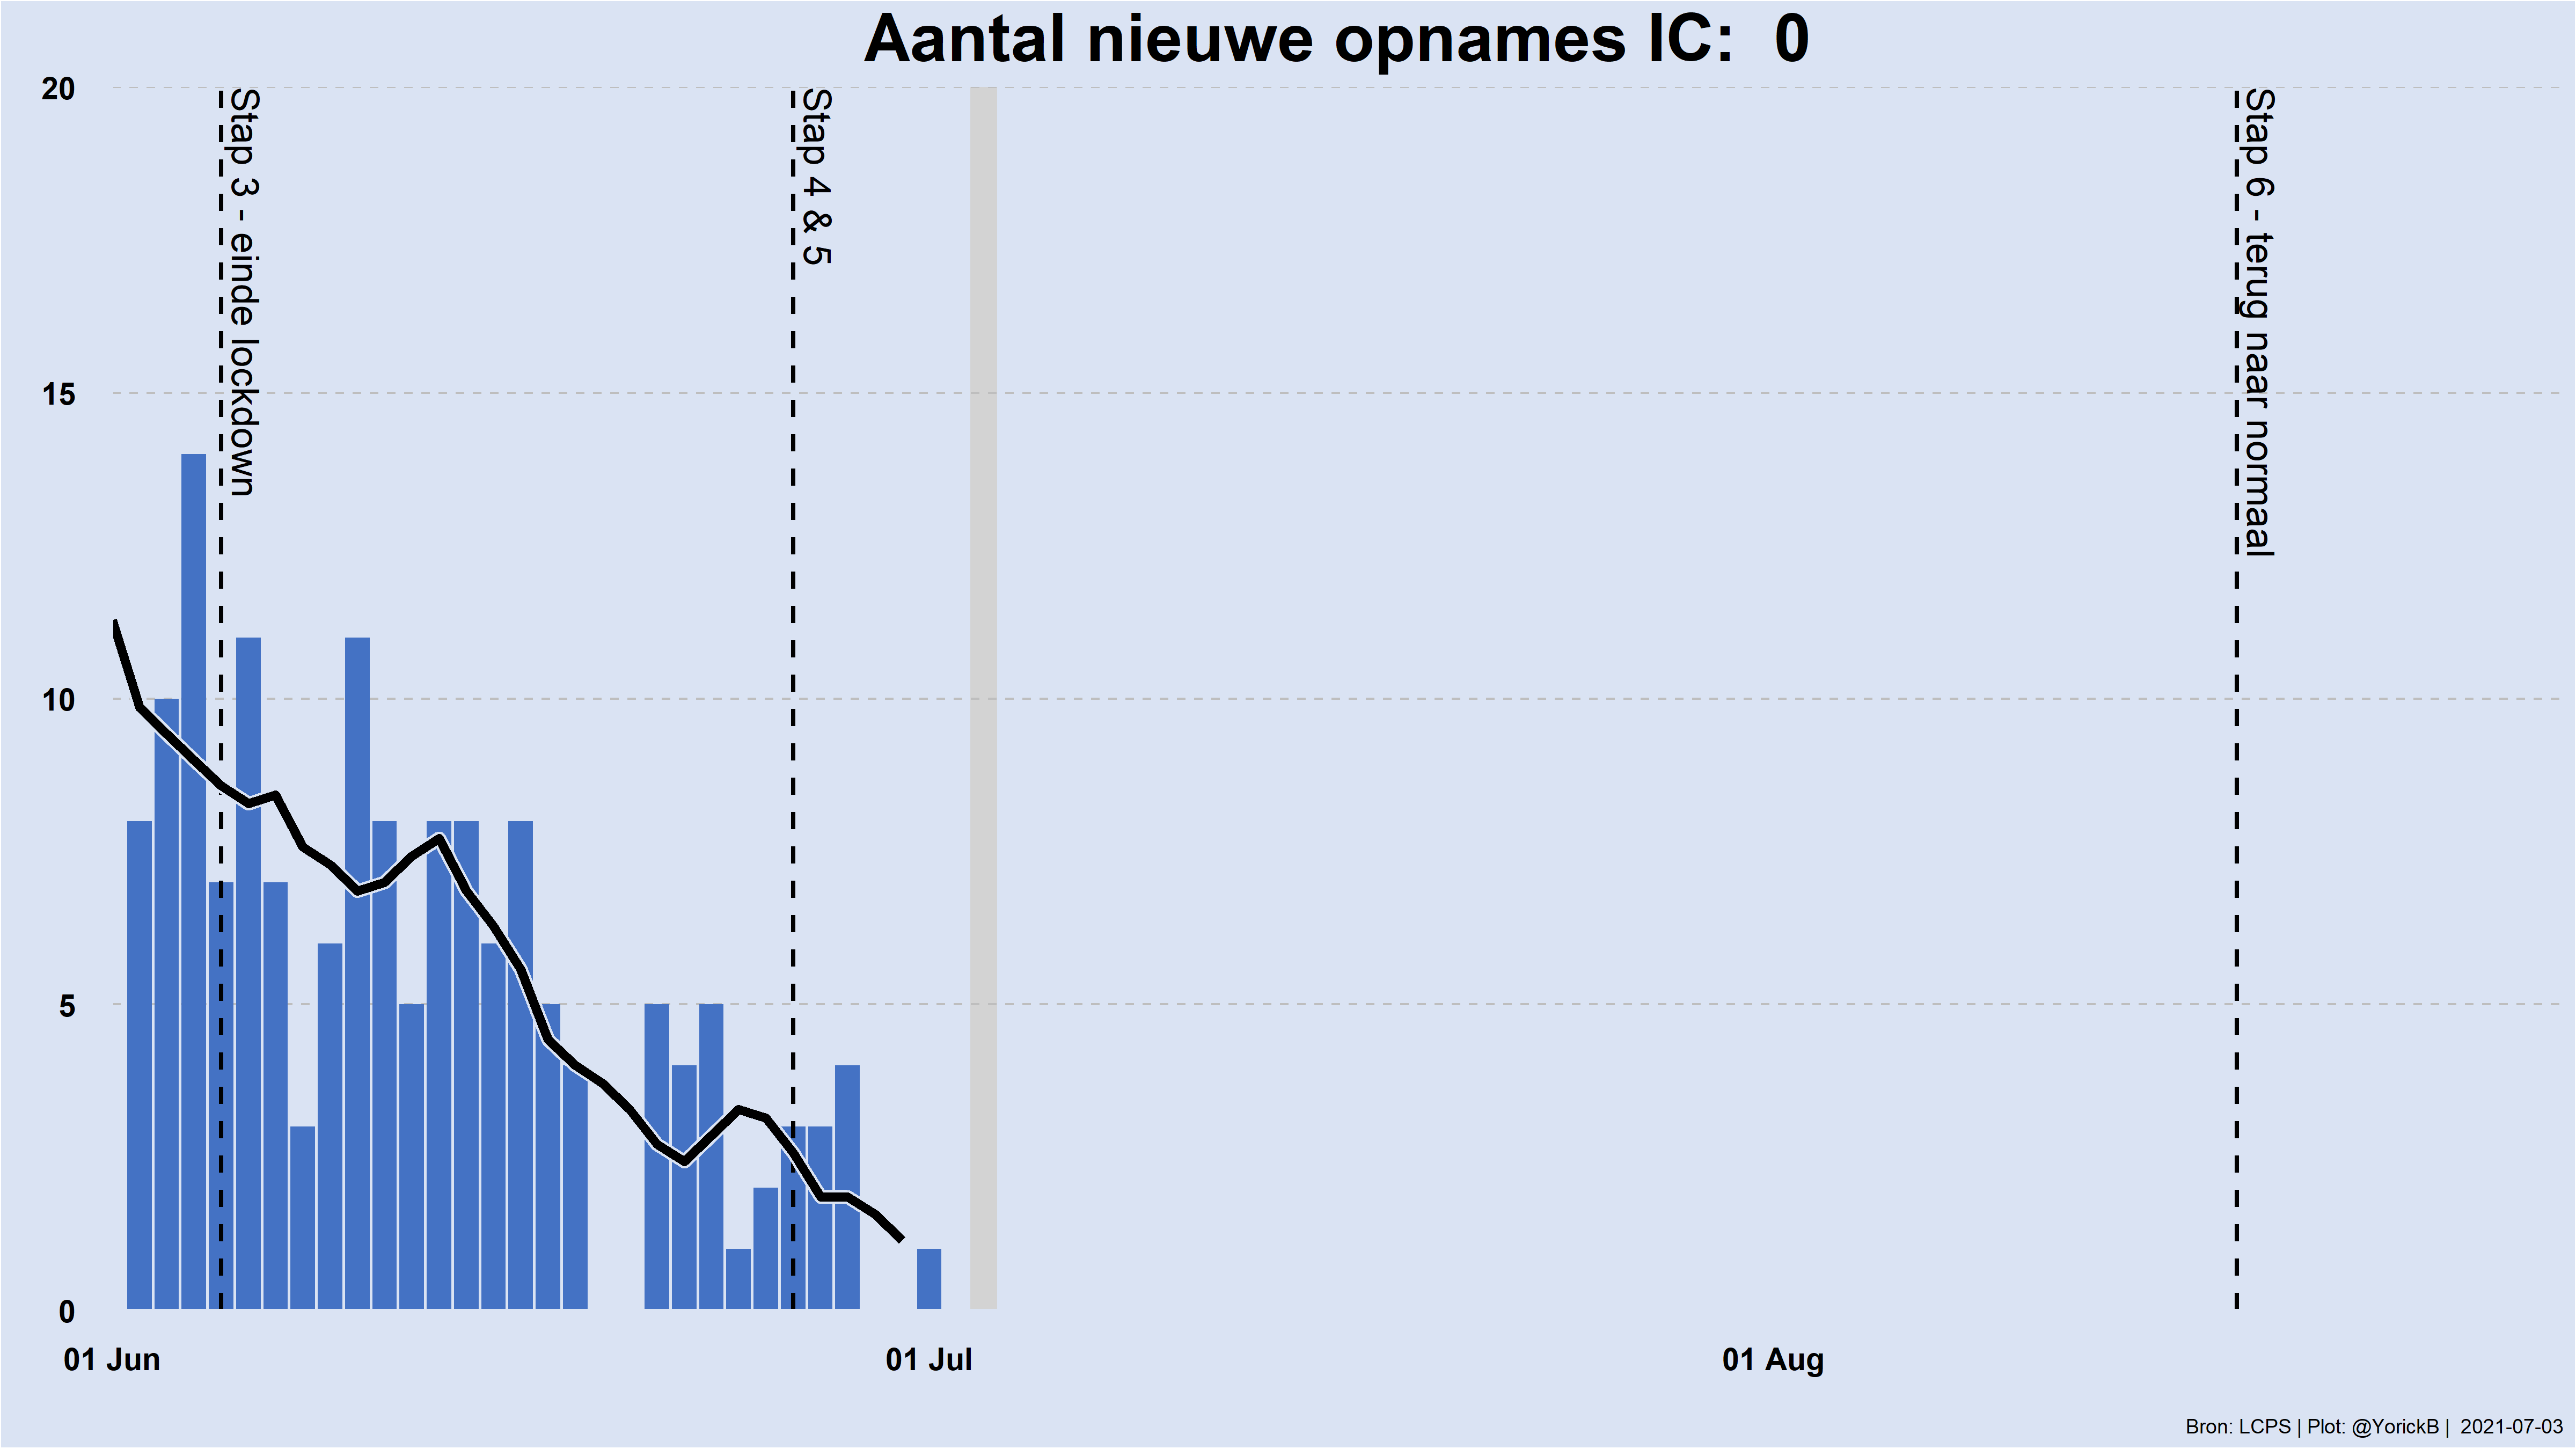 Aantal nieuwe opnames IC:  0
20
15
10
5
0
Stap 3 - einde lockdown
Stap 4 & 5
Stap 6 - terug naar normaal
01 Jun
01 Jul
01 Aug
Bron: LCPS | Plot: @YorickB |  2021-07-03